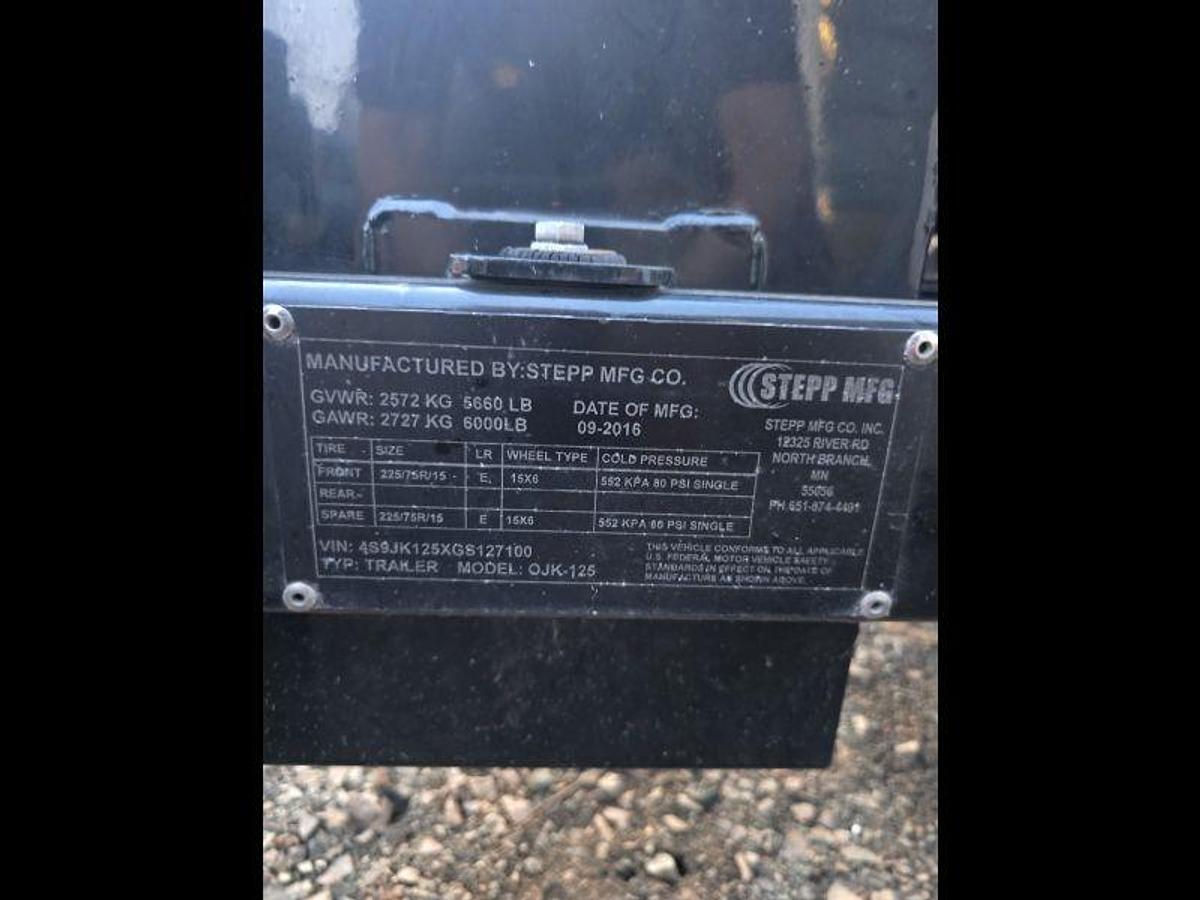 MANUFACTURED BY: STEPP MFG CO.
STEPP MFG
GVWR: 2572 KG 5660 LB
GAWR: 2727 KG 6000LB
DATE OF MFG:
09-2016
STEPP MFG CO. INC.
12325 RIVER RD
NORTH BRANCH,
MN
55056
PH 651-674-4491
TIRE SIZE LR WHEEL TYPE COLD PRESSURE
FRONT 225/75R/15 E 15X6 552 KPA 80 PSI SINGLE
REAR
SPARE 225/75R/15 E 15X6 552 KPA 80 PSI SINGLE
VIN: 4S9JK125XGS127100
TYP: TRAILER MODEL: OJK-125
THIS VEHICLE CONFORMS TO ALL APPLICABLE
U.S. FEDERAL MOTOR VEHICLE SAFETY
STANDARDS IN EFFECT ON THE DATE OF
MANUFACTURE AS SHOWN ABOVE.